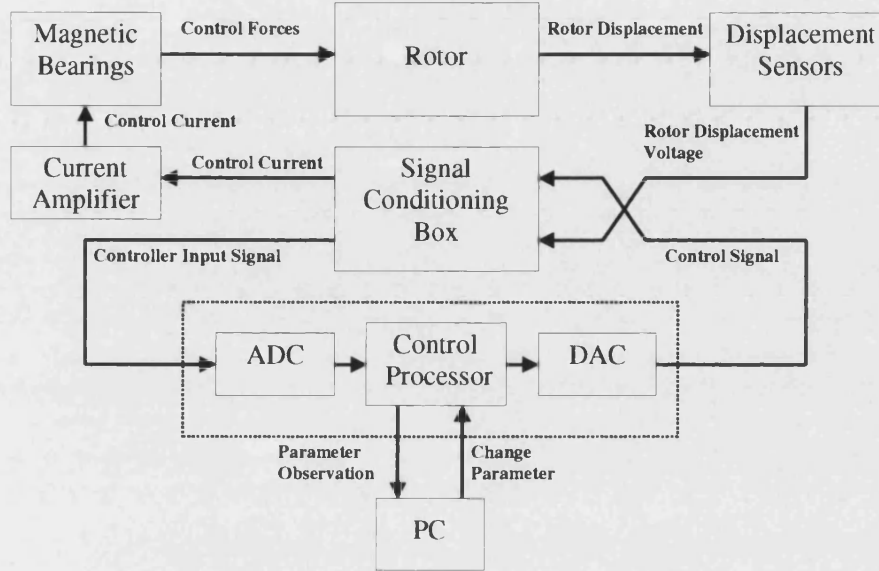 Magnetic
Bearings
Control Forces
Rotor
Rotor Displacement
Displacement
Sensors
Control Current
Rotor Displacement
Voltage
Current
Amplifier
Control Current
Signal
Conditioning
Box
Controller Input Signal
Control Signal
ADC
Control
Processor
DAC
Parameter
Observation
Change
Parameter
PC